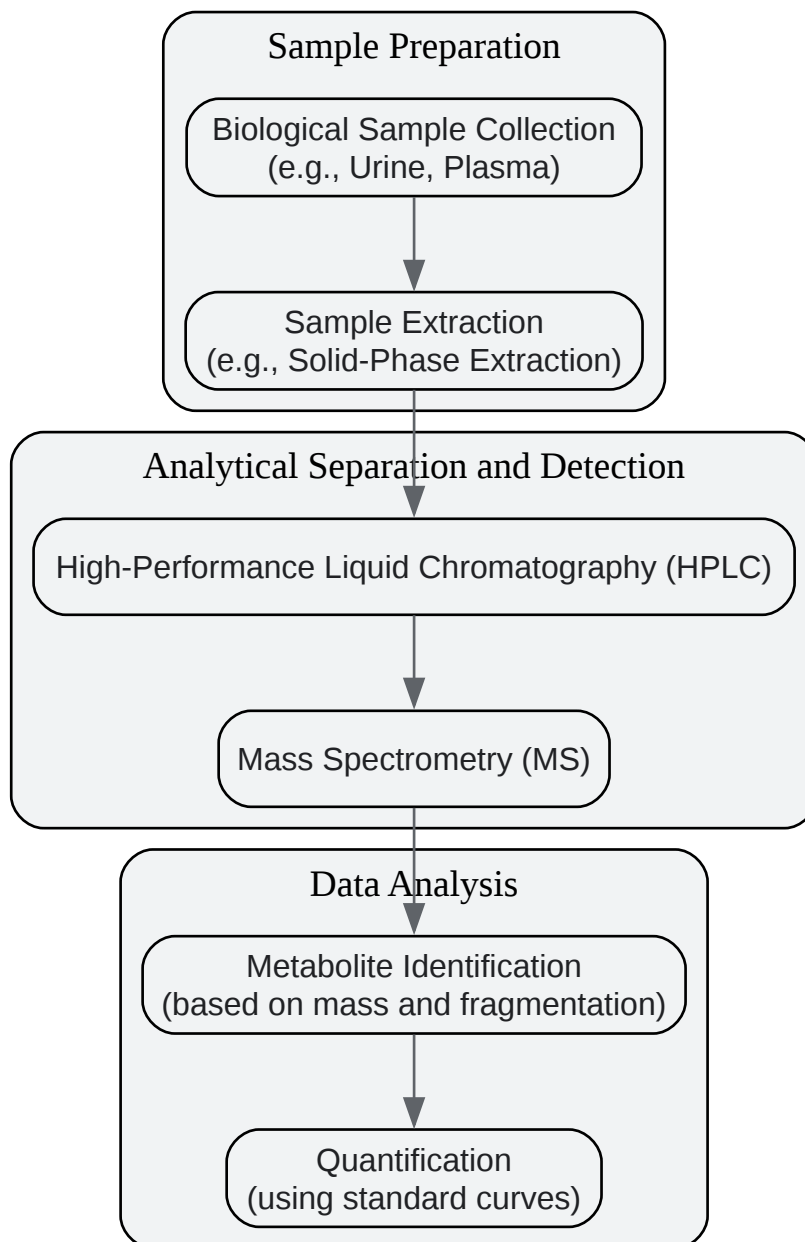 Sample Preparation
Biological Sample Collection
(e.g., Urine, Plasma)
Sample Extraction
(e.g., Solid-Phase Extraction)
Analytical Separation and Detection
High-Performance Liquid Chromatography (HPLC)
Mass Spectrometry (MS)
Data Analysis
Metabolite Identification
(based on mass and fragmentation)
Quantification
(using standard curves)